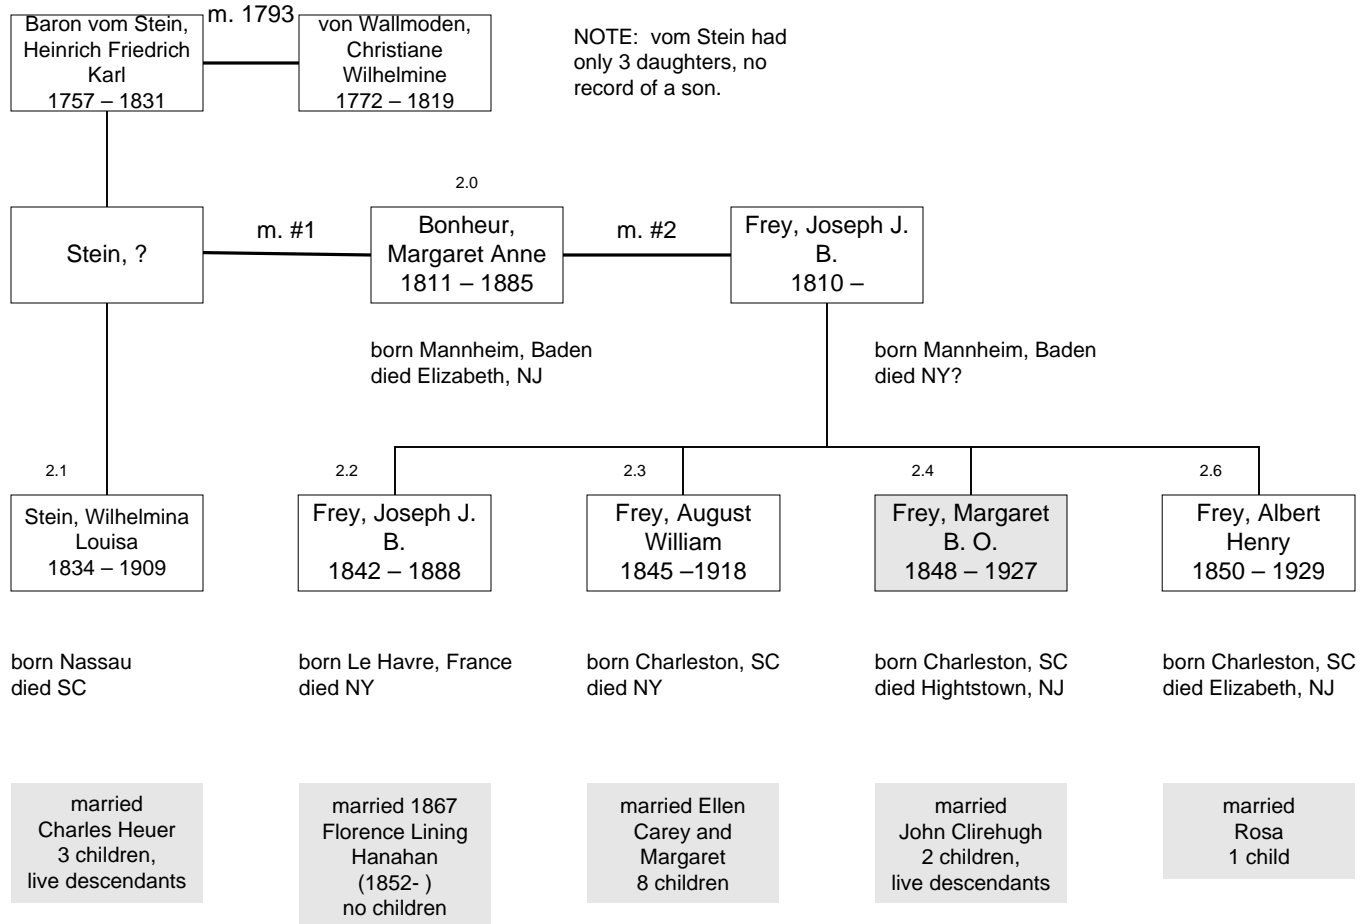 Baron vom Stein,
Heinrich Friedrich
Karl
1757 – 1831
m. 1793
von Wallmoden,
Christiane
Wilhelmine
1772 – 1819
NOTE:  vom Stein had
only 3 daughters, no
record of a son.
Stein, ?
m. #1
2.0
Bonheur,
Margaret Anne
1811 – 1885
m. #2
Frey, Joseph J.
B.
1810 –
born Mannheim, Baden
died Elizabeth, NJ
born Mannheim, Baden
died NY?
2.1
Stein, Wilhelmina
Louisa
1834 – 1909
2.2
Frey, Joseph J.
B.
1842 – 1888
2.3
Frey, August
William
1845 –1918
2.4
Frey, Margaret
B. O.
1848 – 1927
2.6
Frey, Albert
Henry
1850 – 1929
born Nassau
died SC
born Le Havre, France
died NY
born Charleston, SC
died NY
born Charleston, SC
died Hightstown, NJ
born Charleston, SC
died Elizabeth, NJ
married
Charles Heuer
3 children,
live descendants
married 1867
Florence Lining
Hanahan
(1852- )
no children
married Ellen
Carey and
Margaret
8 children
married
John Clirehugh
2 children,
live descendants
married
Rosa
1 child